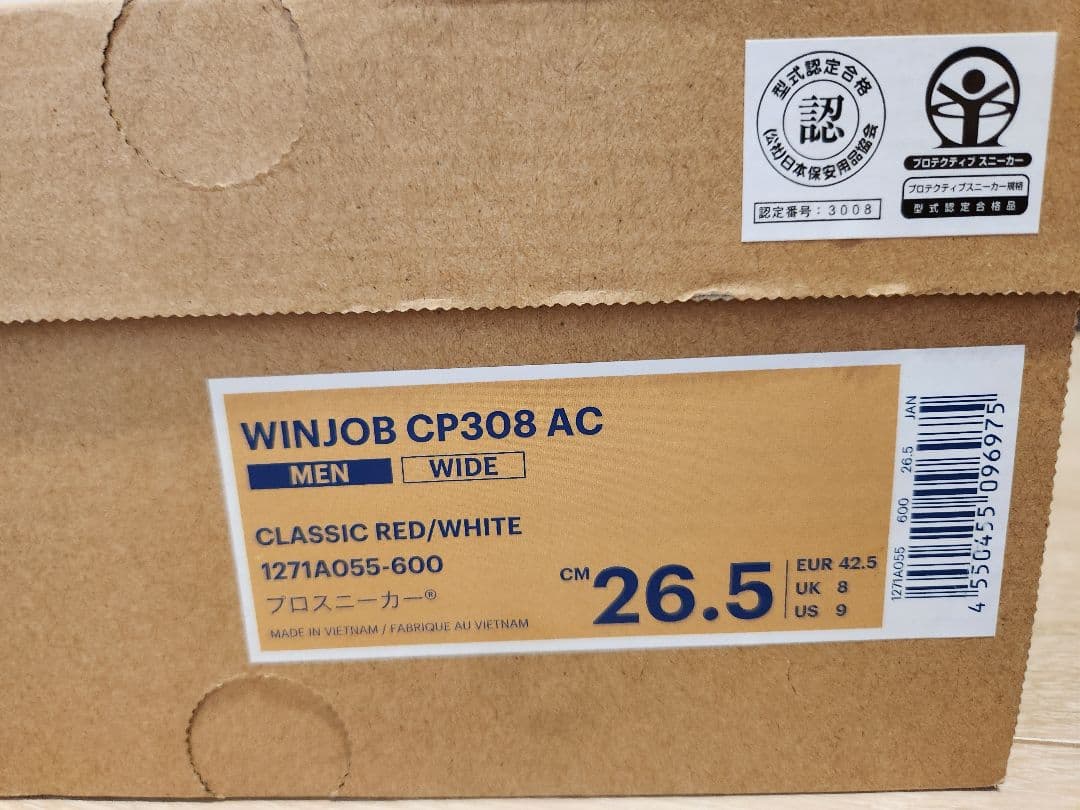 型式認定合格
認
(公社)日本保安用品協会
認定番号:3008
プロテクティブ スニーカー
プロテクティブスニーカー規格
型式認定合格品
WINJOB CP308 AC
MEN
WIDE
CLASSIC RED/WHITE
1271A055-600
プロスニーカー®
MADE IN VIETNAM / FABRIQUE AU VIETNAM
CM 26.5
EUR 42.5
UK 8
US 9
1271A055 600 26.5 JAN
4550455096975